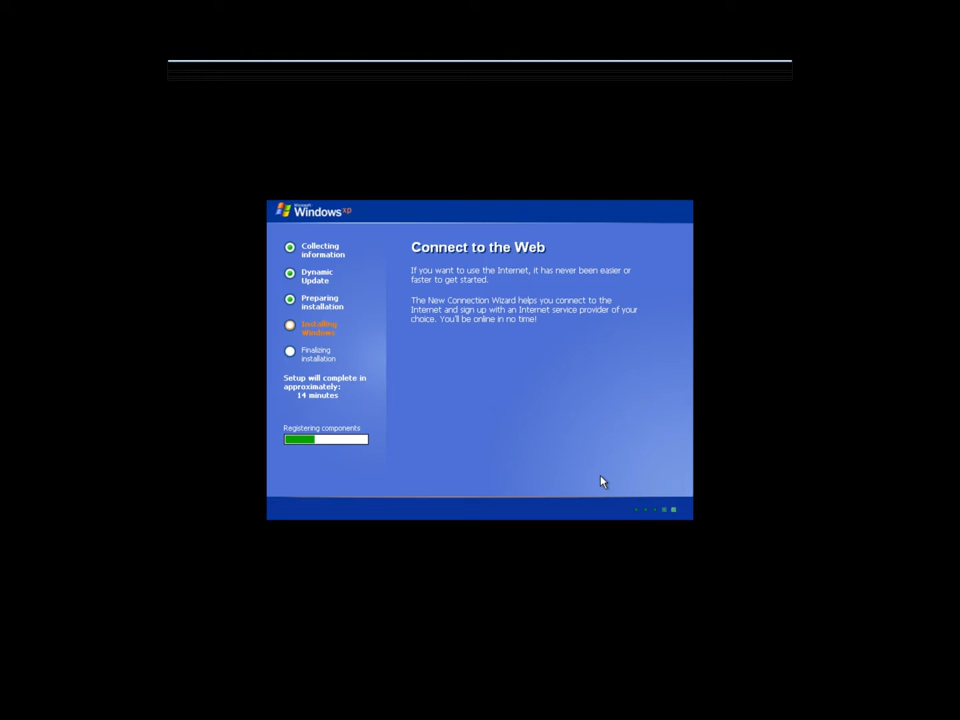 Microsoft
Windows xp
Collecting
information
Dynamic
Update
Preparing
installation
Installing
Windows
Finalizing
installation
Setup will complete in
approximately:
14 minutes
Registering components
Connect to the Web
If you want to use the Internet, it has never been easier or
faster to get started.
The New Connection Wizard helps you connect to the
Internet and sign up with an Internet service provider of your
choice. You'll be online in no time!